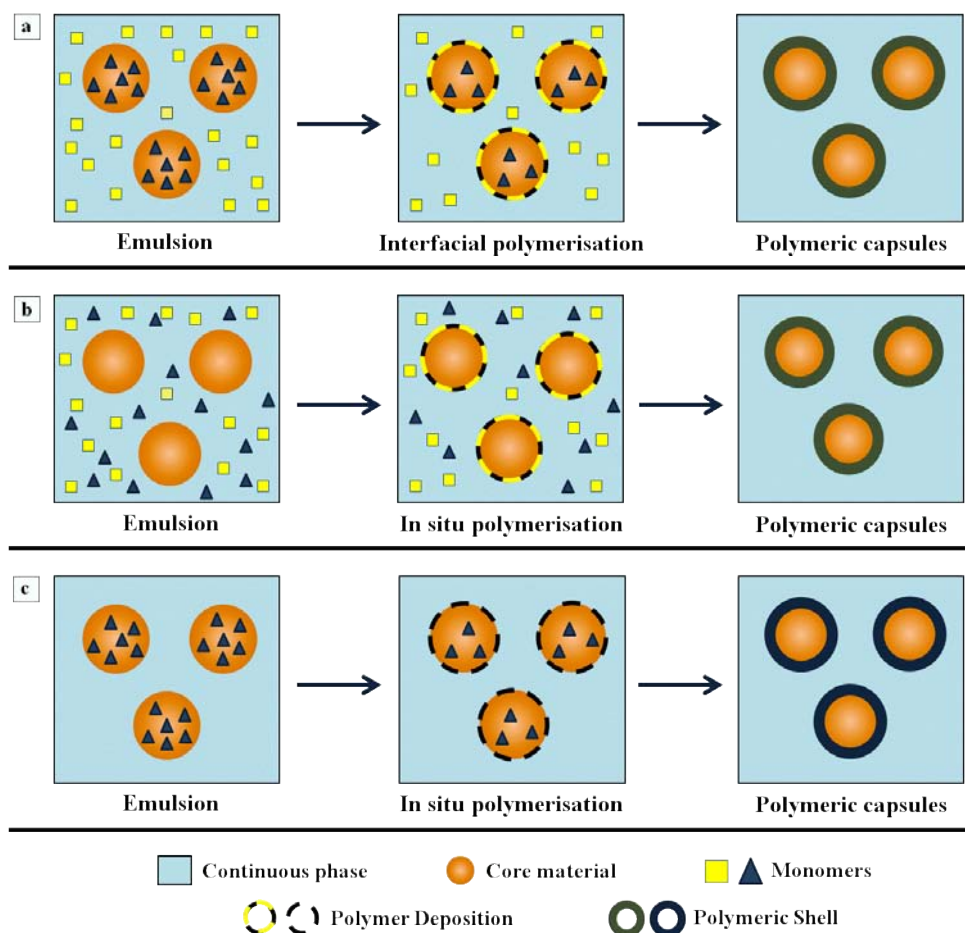 a
Emulsion
Interfacial polymerisation
Polymeric capsules
b
Emulsion
In situ polymerisation
Polymeric capsules
c
Emulsion
In situ polymerisation
Polymeric capsules
Continuous phase
Core material
Monomers
Polymer Deposition
Polymeric Shell